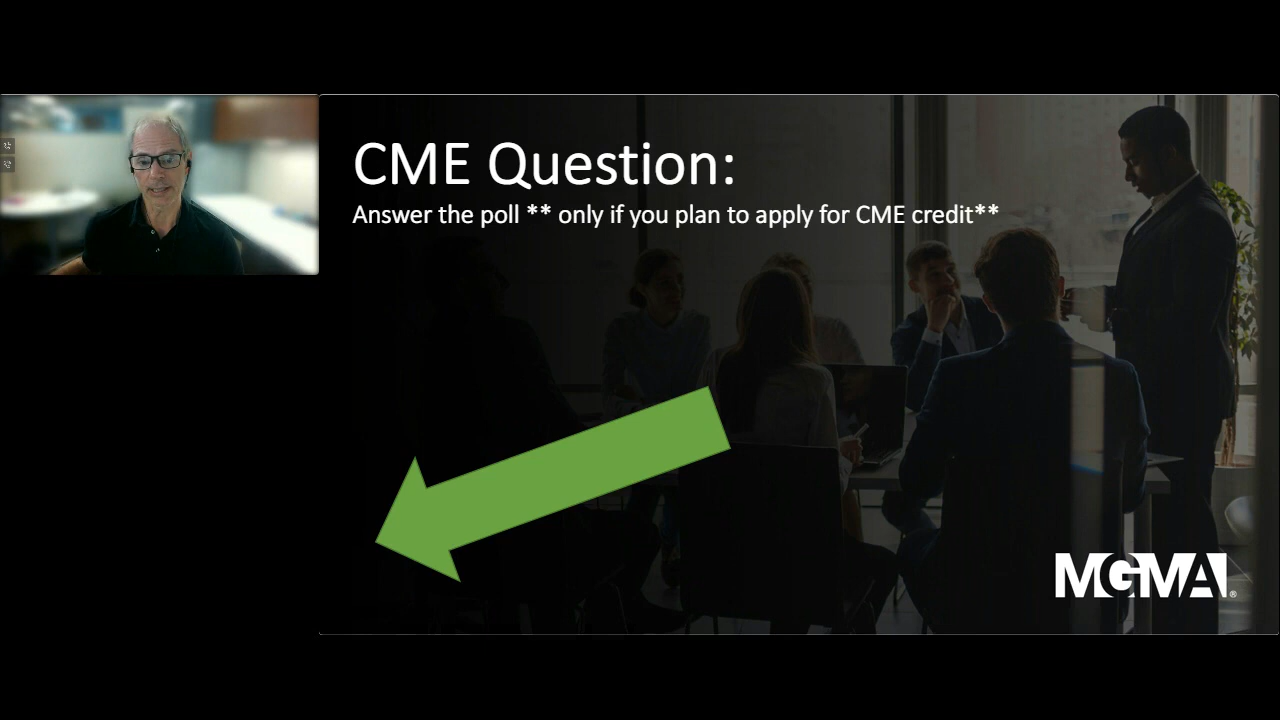 CME Question:
Answer the poll ** only if you plan to apply for CME credit**
MGMA®